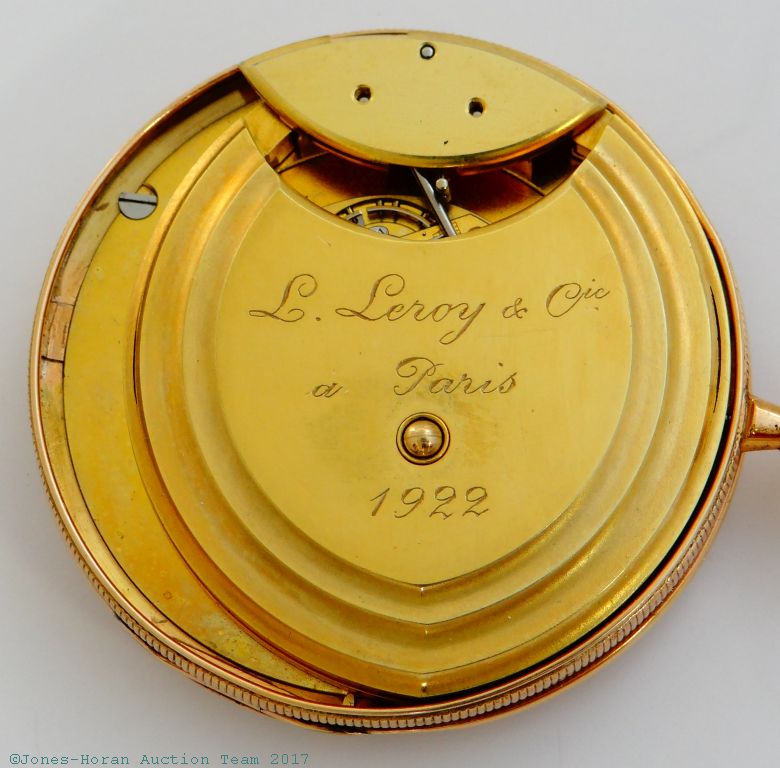 L. Leroy & Cie
a Paris
1922
©Jones-Horan Auction Team 2017